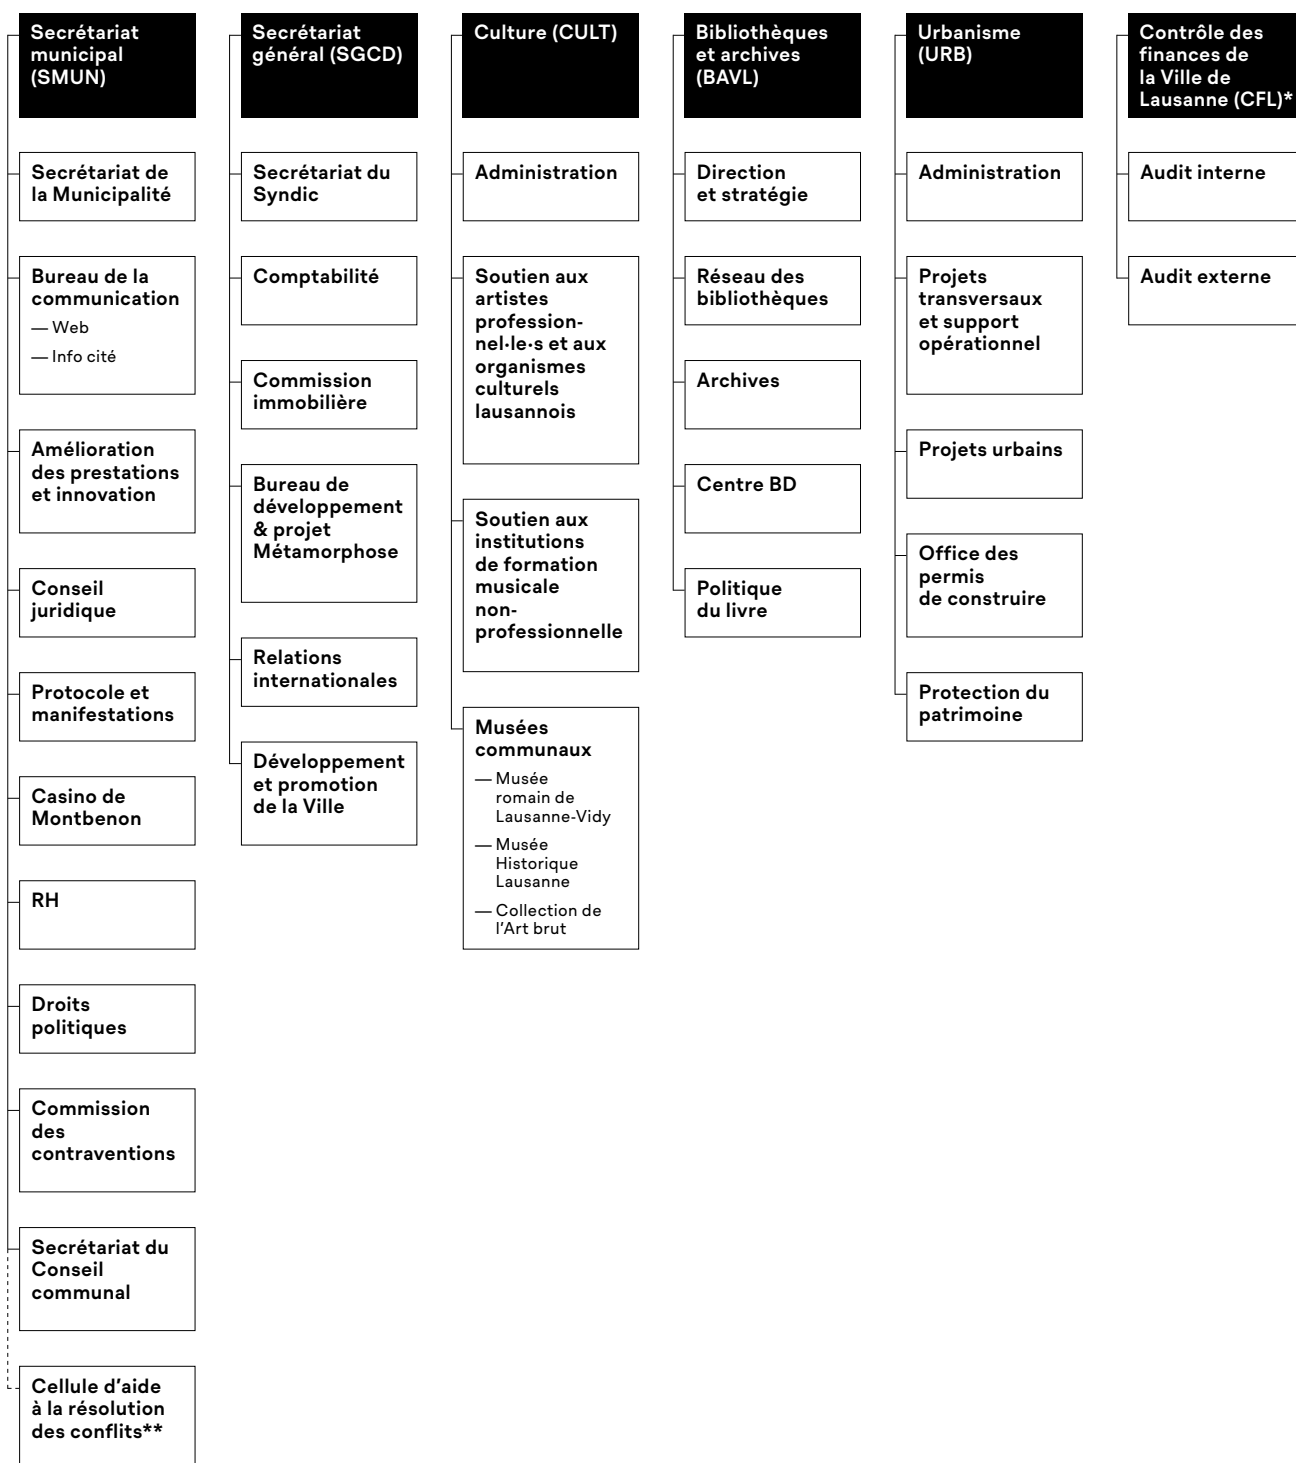 Secrétariat
municipal
(SMUN)
Secrétariat de
la Municipalité
Bureau de la
communication
— Web
— Info cité
Amélioration
des prestations
et innovation
Conseil
juridique
Protocole et
manifestations
Casino de
Montbenon
RH
Droits
politiques
Commission
des
contraventions
Secrétariat du
Conseil
communal
Cellule d'aide
à la résolution
des conflits**
Secrétariat
général (SGCD)
Secrétariat du
Syndic
Comptabilité
Commission
immobilière
Bureau de
développement
& projet
Métamorphose
Relations
internationales
Développement
et promotion
de la Ville
Culture (CULT)
Administration
Soutien aux
artistes
profession-
nel·le·s et aux
organismes
culturels
lausannois
Soutien aux
institutions
de formation
musicale
non-
professionnelle
Musées
communaux
— Musée
romain de
Lausanne-Vidy
— Musée
Historique
Lausanne
— Collection de
l'Art brut
Bibliothèques
et archives
(BAVL)
Direction
et stratégie
Réseau des
bibliothèques
Archives
Centre BD
Politique
du livre
Urbanisme
(URB)
Administration
Projets
transversaux
et support
opérationnel
Projets urbains
Office des
permis
de construire
Protection du
patrimoine
Contrôle des
finances de
la Ville de
Lausanne (CFL)*
Audit interne
Audit externe